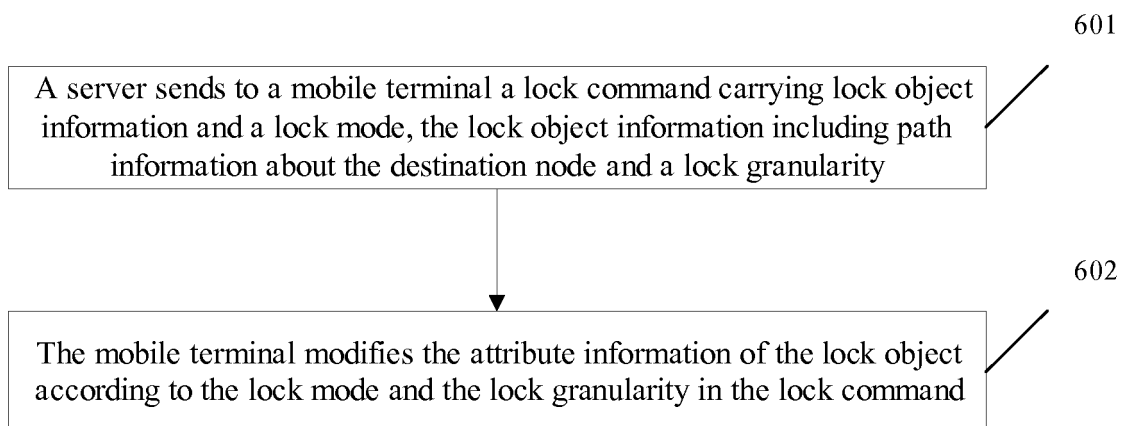 601
A server sends to a mobile terminal a lock command carrying lock object
information and a lock mode, the lock object information including path
information about the destination node and a lock granularity
602
The mobile terminal modifies the attribute information of the lock object
according to the lock mode and the lock granularity in the lock command